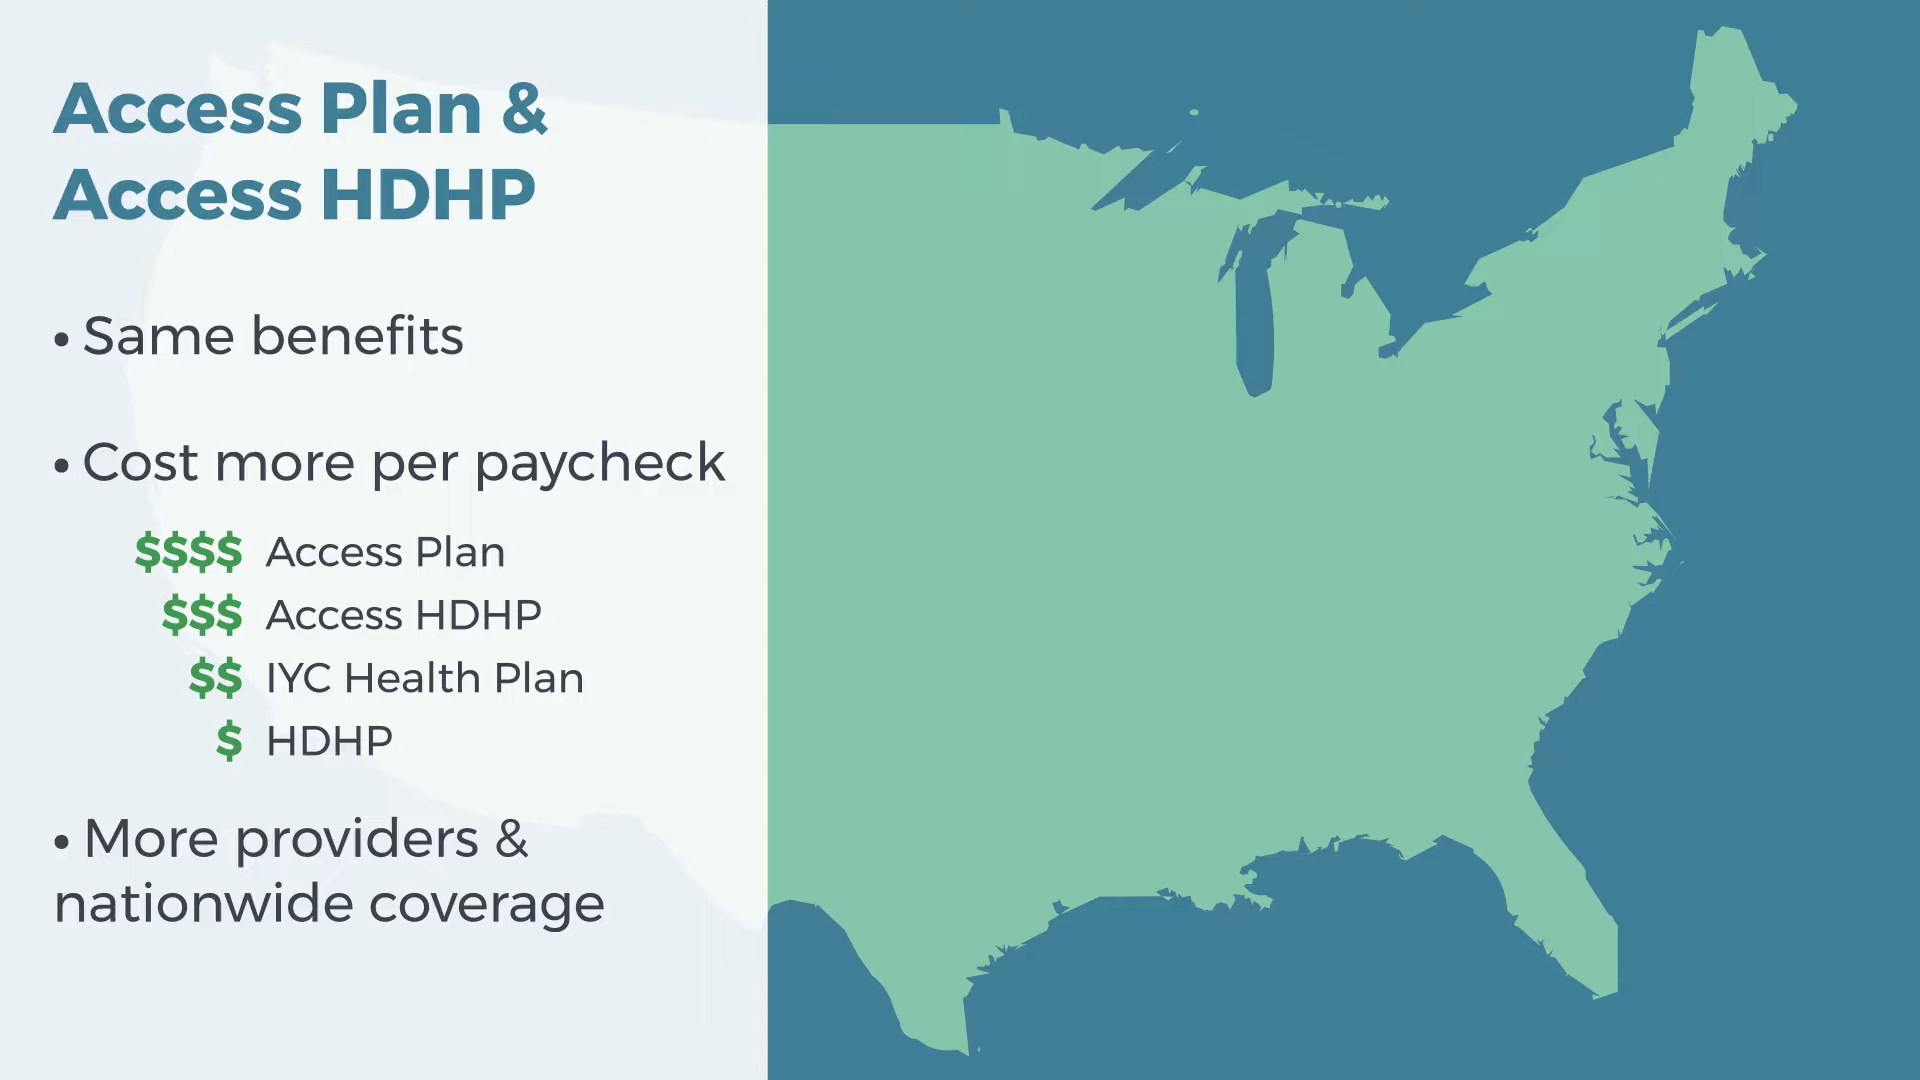 Access Plan &
Access HDHP
• Same benefits
• Cost more per paycheck
$$$$ Access Plan
$$$ Access HDHP
$$ IYC Health Plan
$ HDHP
• More providers &
nationwide coverage